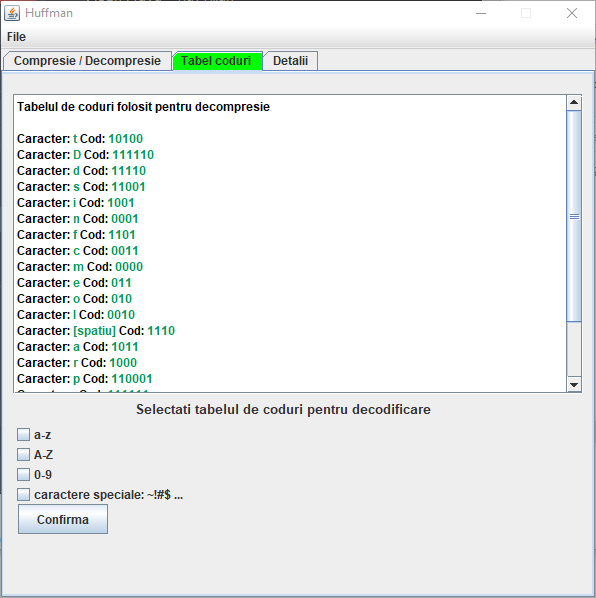 Huffman
File
Compresie / Decompresie Tabel coduri Detalii
Tabelul de coduri folosit pentru decompresie
Caracter: t Cod: 10100
Caracter: D Cod: 111110
Caracter: d Cod: 11110
Caracter: s Cod: 11001
Caracter: i Cod: 1001
Caracter: n Cod: 0001
Caracter: f Cod: 1101
Caracter: c Cod: 0011
Caracter: m Cod: 0000
Caracter: e Cod: 011
Caracter: o Cod: 010
Caracter: l Cod: 0010
Caracter: [spatiu] Cod: 1110
Caracter: a Cod: 1011
Caracter: r Cod: 1000
Caracter: p Cod: 110001
Selectati tabelul de coduri pentru decodificare
a-z
A-Z
0-9
caractere speciale: ~!#$ ...
Confirma